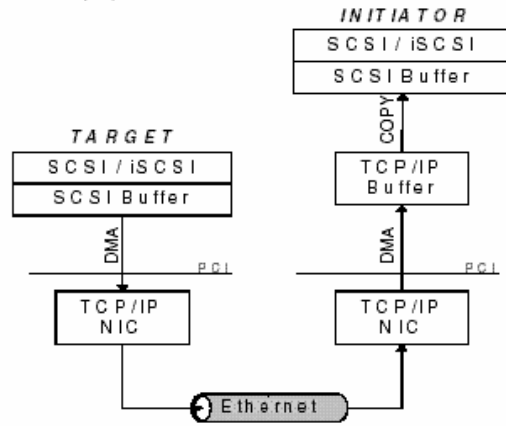 INITIATOR
SCSI / iSCSI
SCSI Buffer
COPY
TARGET
SCSI / iSCSI
SCSI Buffer
TCP/IP
Buffer
DMA
DMA
PCI
PCI
TCP/IP
NIC
TCP/IP
NIC
Ethernet